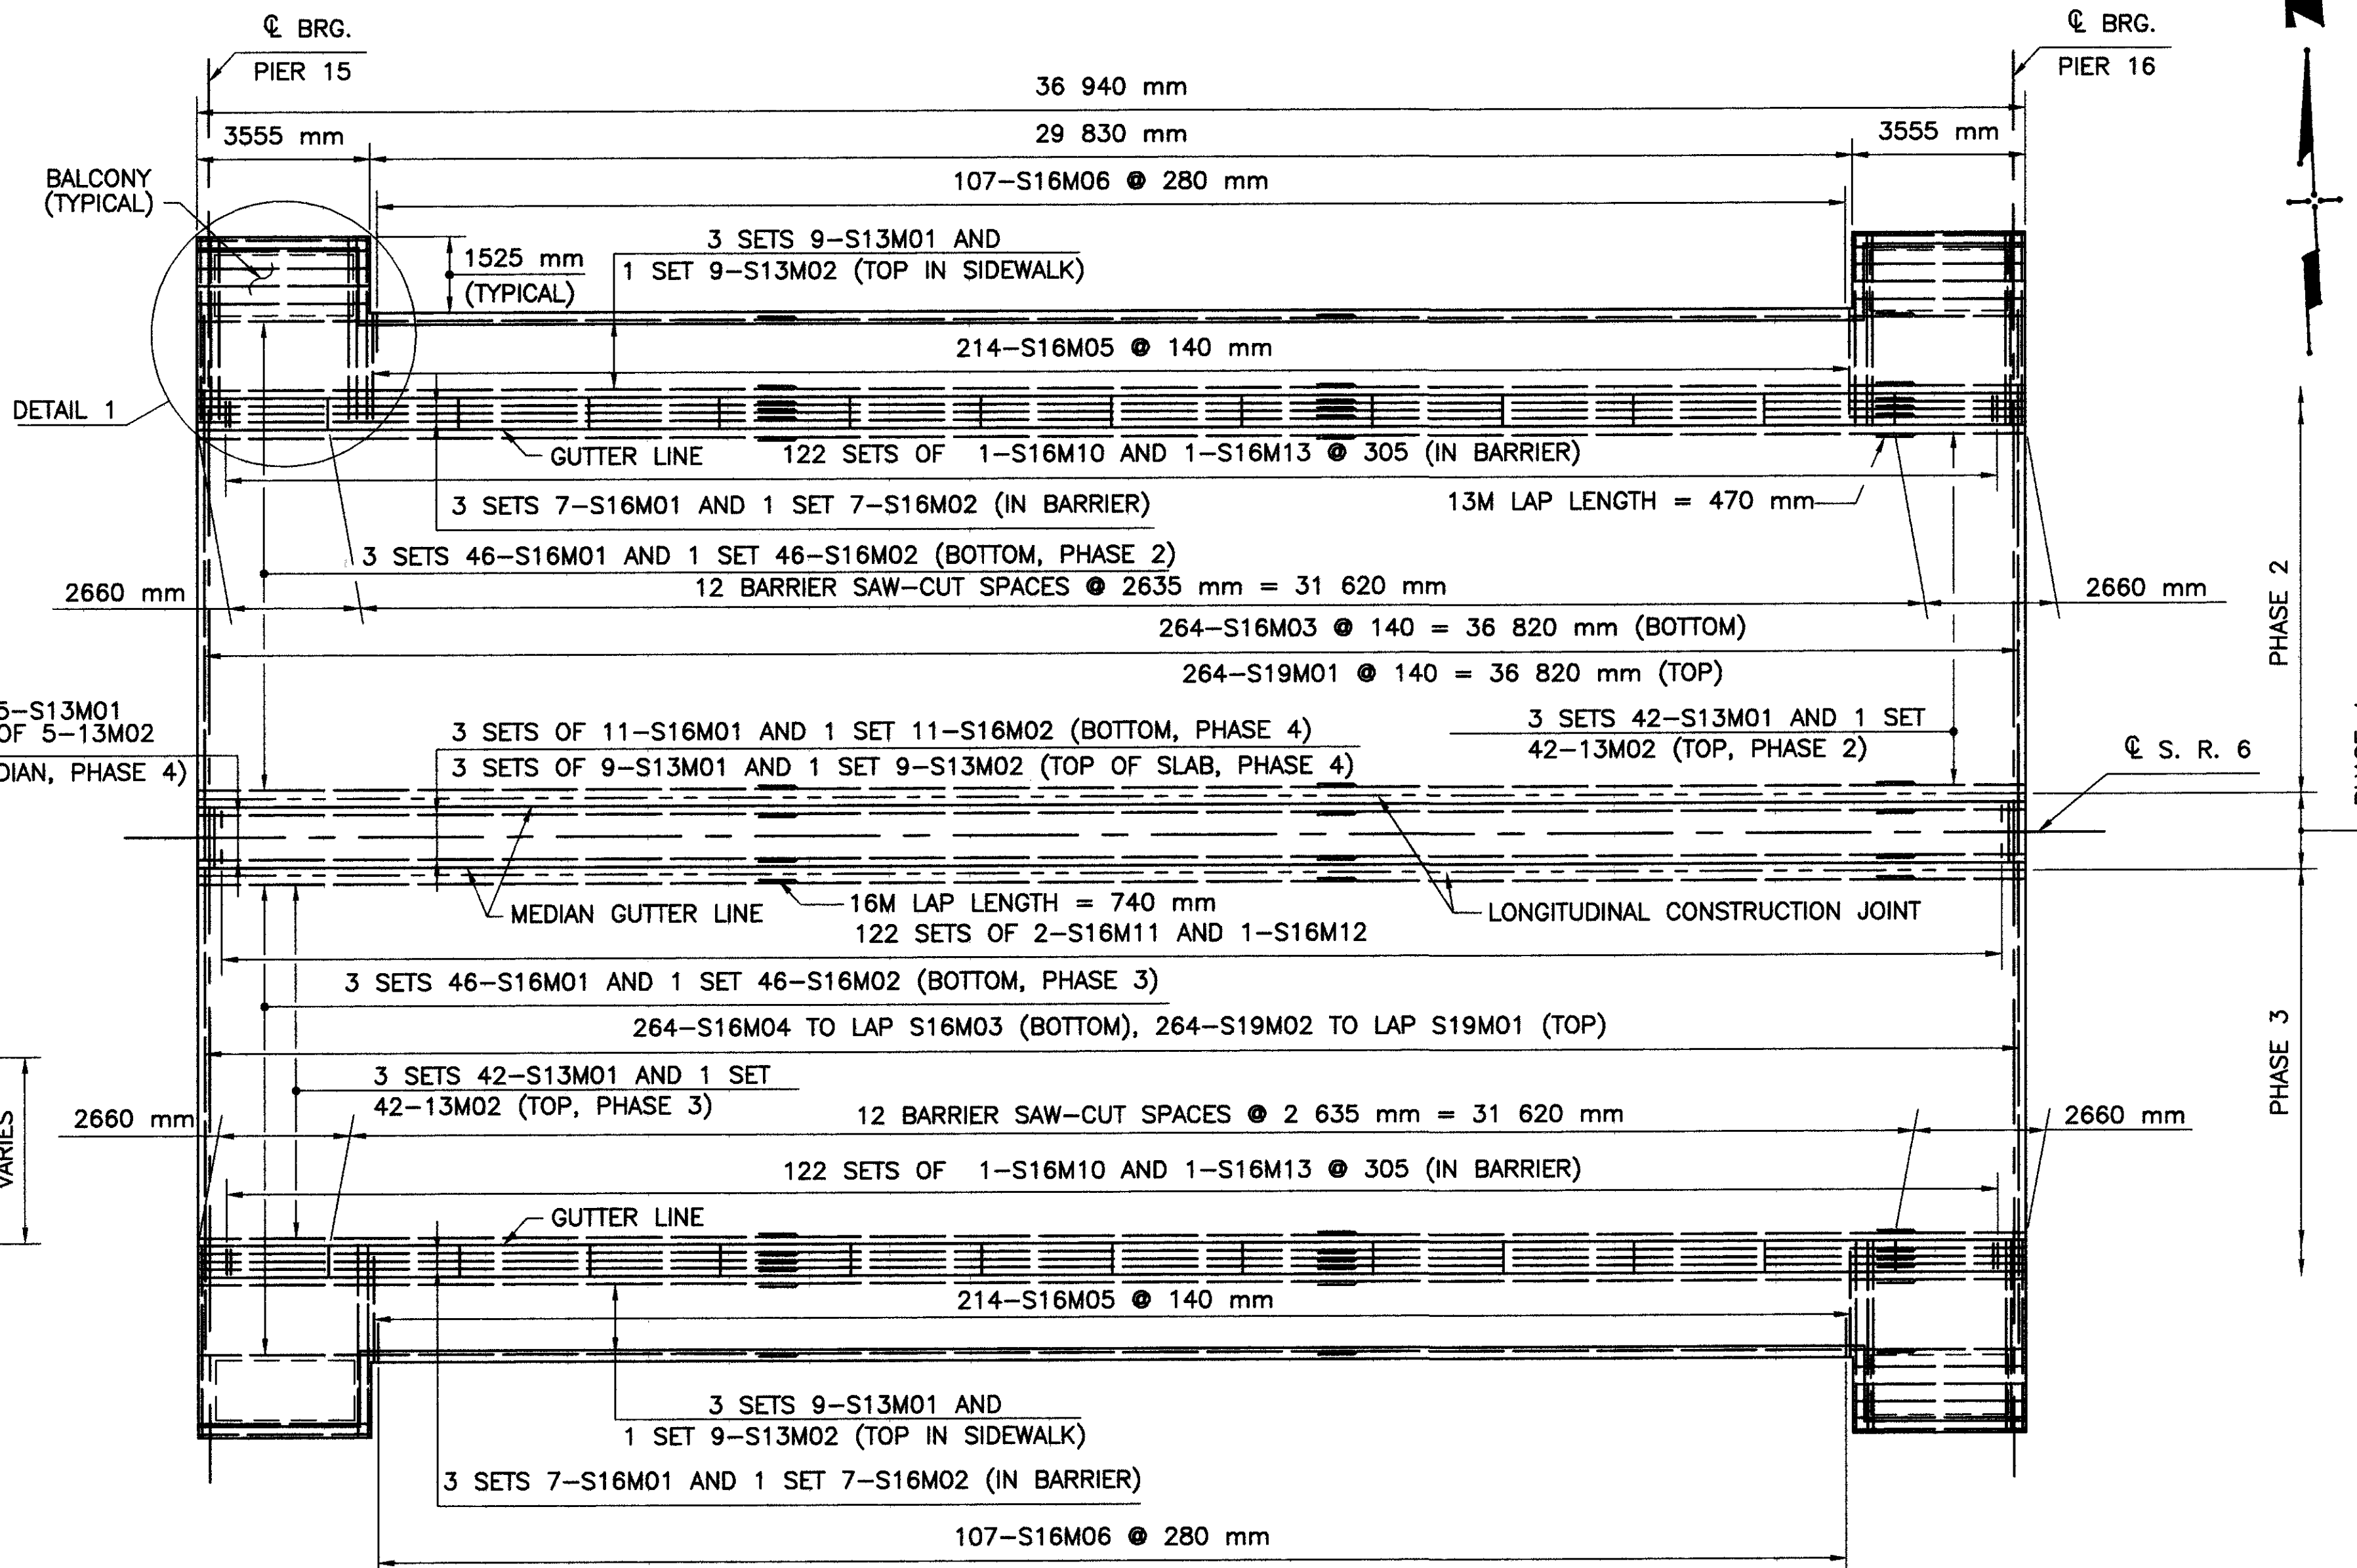 ℄ BRG.
PIER 15
℄ BRG.
PIER 16
N
36 940 mm
3555 mm
29 830 mm
3555 mm
BALCONY
(TYPICAL)
107-S16M06 @ 280 mm
1525 mm
(TYPICAL)
3 SETS 9-S13M01 AND
1 SET 9-S13M02 (TOP IN SIDEWALK)
214-S16M05 @ 140 mm
DETAIL 1
GUTTER LINE
122 SETS OF 1-S16M10 AND 1-S16M13 @ 305 (IN BARRIER)
3 SETS 7-S16M01 AND 1 SET 7-S16M02 (IN BARRIER)
13M LAP LENGTH = 470 mm
3 SETS 46-S16M01 AND 1 SET 46-S16M02 (BOTTOM, PHASE 2)
2660 mm
12 BARRIER SAW-CUT SPACES @ 2635 mm = 31 620 mm
2660 mm
PHASE 2
264-S16M03 @ 140 = 36 820 mm (BOTTOM)
264-S19M01 @ 140 = 36 820 mm (TOP)
5-S13M01
OF 5-13M02
DIAN, PHASE 4)
3 SETS OF 11-S16M01 AND 1 SET 11-S16M02 (BOTTOM, PHASE 4)
3 SETS OF 9-S13M01 AND 1 SET 9-S13M02 (TOP OF SLAB, PHASE 4)
3 SETS 42-S13M01 AND 1 SET
42-13M02 (TOP, PHASE 2)
℄ S. R. 6
MEDIAN GUTTER LINE
16M LAP LENGTH = 740 mm
LONGITUDINAL CONSTRUCTION JOINT
122 SETS OF 2-S16M11 AND 1-S16M12
3 SETS 46-S16M01 AND 1 SET 46-S16M02 (BOTTOM, PHASE 3)
264-S16M04 TO LAP S16M03 (BOTTOM), 264-S19M02 TO LAP S19M01 (TOP)
PHASE 3
3 SETS 42-S13M01 AND 1 SET
42-13M02 (TOP, PHASE 3)
VARIES
2660 mm
12 BARRIER SAW-CUT SPACES @ 2 635 mm = 31 620 mm
2660 mm
122 SETS OF 1-S16M10 AND 1-S16M13 @ 305 (IN BARRIER)
GUTTER LINE
214-S16M05 @ 140 mm
3 SETS 9-S13M01 AND
1 SET 9-S13M02 (TOP IN SIDEWALK)
3 SETS 7-S16M01 AND 1 SET 7-S16M02 (IN BARRIER)
107-S16M06 @ 280 mm